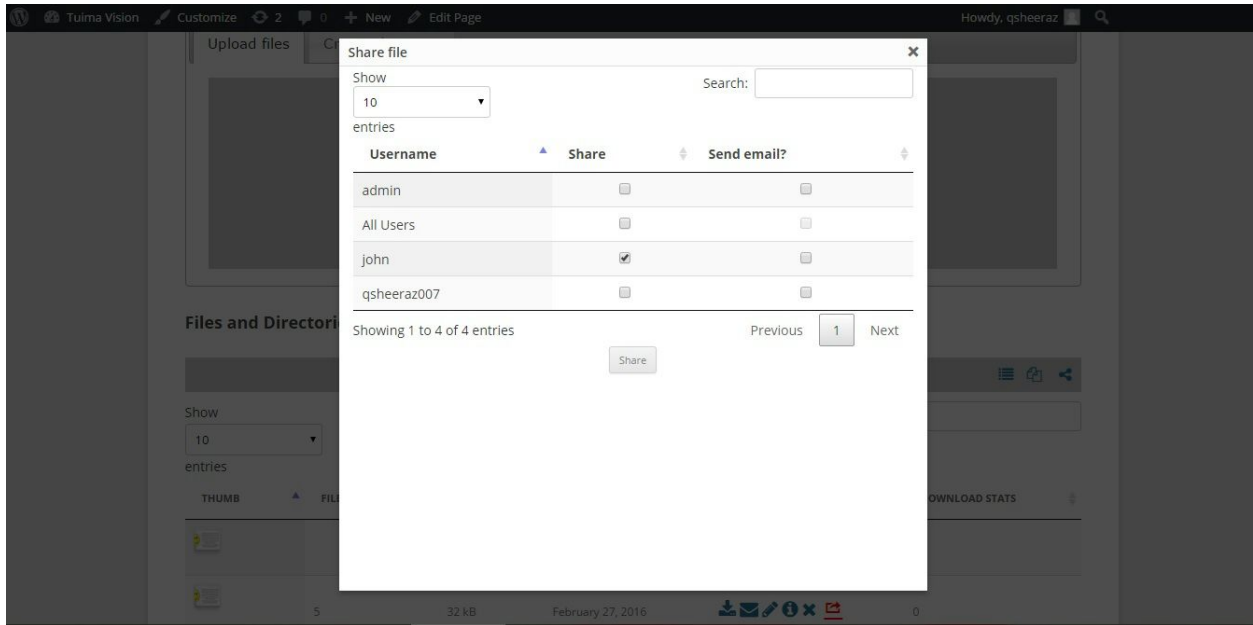 Tuima Vision Customize 2 0 New Edit Page Howdy, qsheeraz
Upload files
Share file
Show Search:
10
entries
Username Share Send email?
admin
All Users
john
qsheeraz007
Files and Directori
Showing 1 to 4 of 4 entries Previous 1 Next
Share
Show
10
entries
THUMB FIL OWNLOAD STATS
5 32 kB February 27, 2016 0